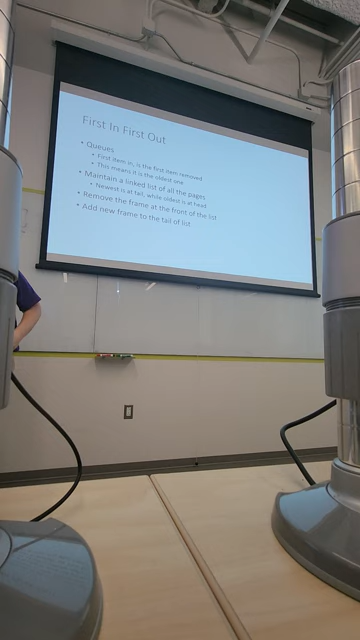 First In First Out
• Queues
• First item in, is the first item removed
• This means it is the oldest one
• Maintain a linked list of all the pages
• Newest is at tail, while oldest is at head
• Remove the frame at the front of the list
• Add new frame to the tail of list